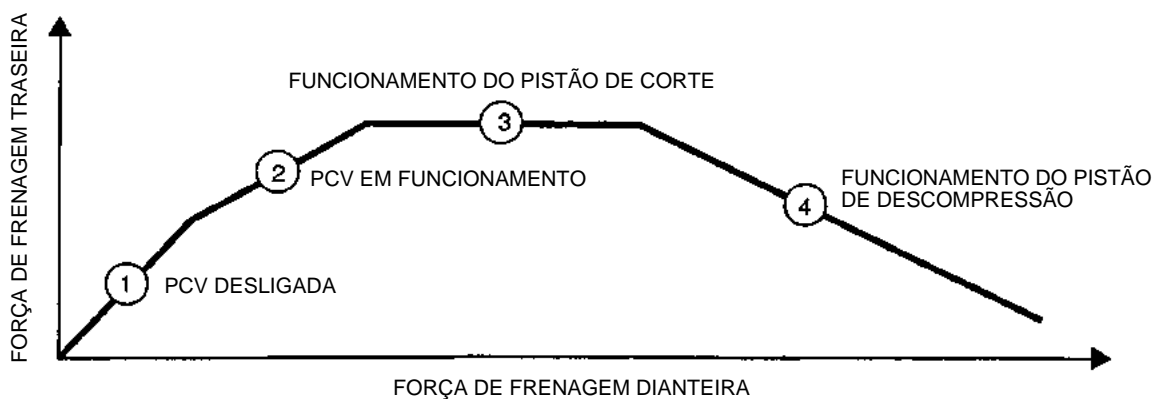 FORÇA DE FRENAGEM TRASEIRA
FUNCIONAMENTO DO PISTÃO DE CORTE
3
2
PCV EM FUNCIONAMENTO
FUNCIONAMENTO DO PISTÃO
DE DESCOMPRESSÃO
4
1
PCV DESLIGADA
FORÇA DE FRENAGEM DIANTEIRA